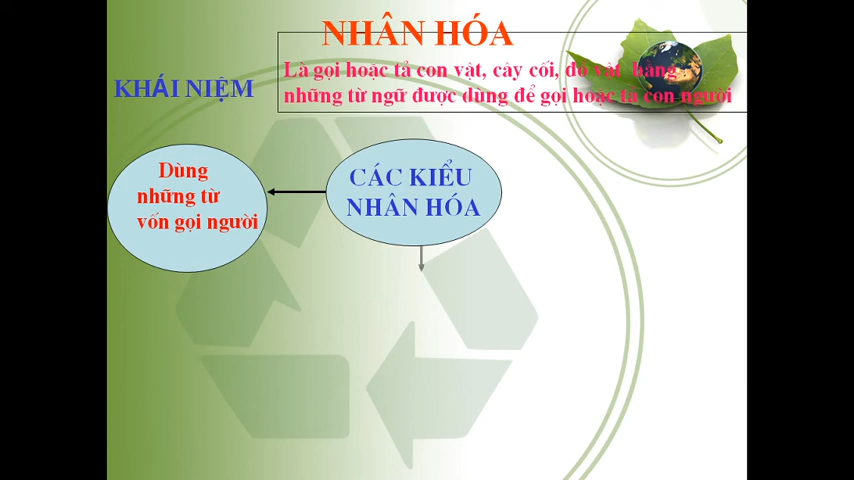 NHÂN HÓA
KHÁI NIỆM
Là gọi hoặc tả con vật, cây cối, đồ vật bằng
những từ ngữ được dùng để gọi hoặc tả con người
Dùng
những từ
vốn gọi người
CÁC KIỂU
NHÂN HÓA